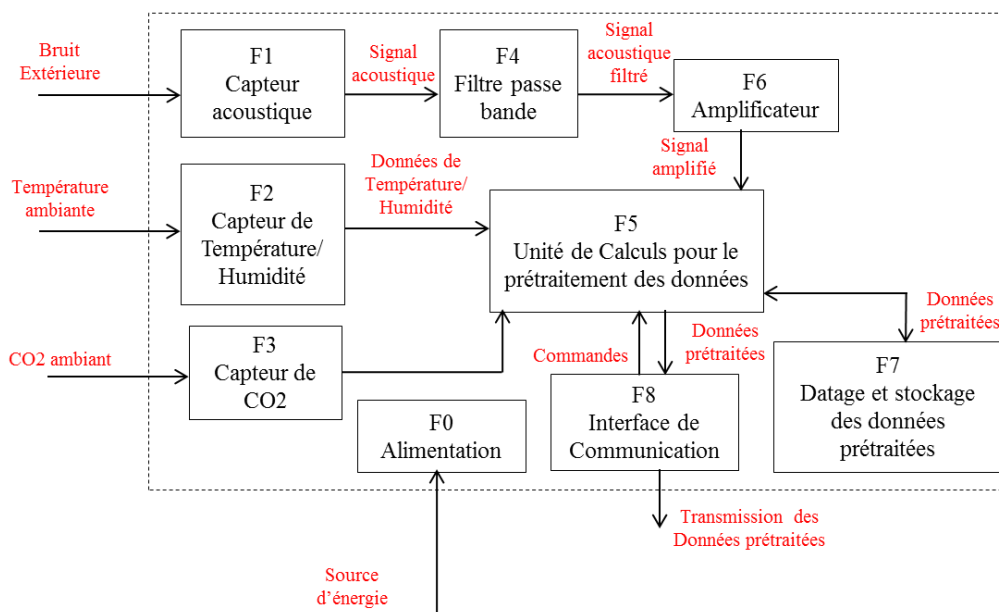 Bruit
Extérieure
F1
Capteur
acoustique
Signal
acoustique
F4
Filtre passe
bande
Signal
acoustique
filtré
F6
Amplificateur
Signal
amplifié
Température
ambiante
F2
Capteur de
Température/
Humidité
Données de
Température/
Humidité
F5
Unité de Calculs pour le
prétraitement des données
CO2 ambiant
F3
Capteur de
CO2
Commandes
Données
prétraitées
Données
prétraitées
F0
Alimentation
F8
Interface de
Communication
F7
Datage et stockage
des données
prétraitées
Transmission des
Données prétraitées
Source
d’énergie